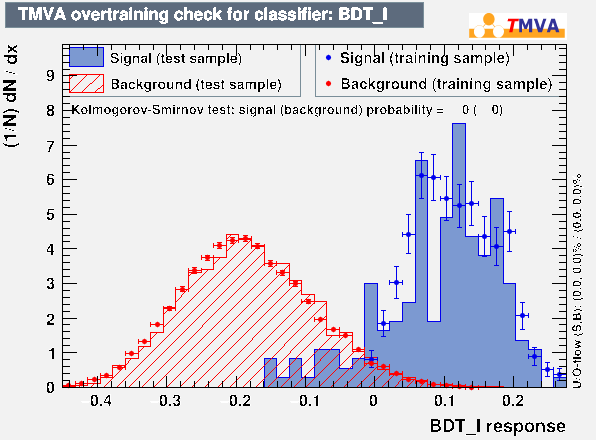 TMVA overtraining check for classifier: BDT_I
TMVA
(1/N) dN / dx
Signal (test sample)
Background (test sample)
Signal (training sample)
Background (training sample)
Kolmogorov-Smirnov test: signal (background) probability = 0 ( 0)
9
8
7
6
5
4
3
2
1
0
-0.4 -0.3 -0.2 -0.1 0 0.1 0.2
BDT_I response
U/O-flow (S,B): (0.0, 0.0)% / (0.0, 0.0)%